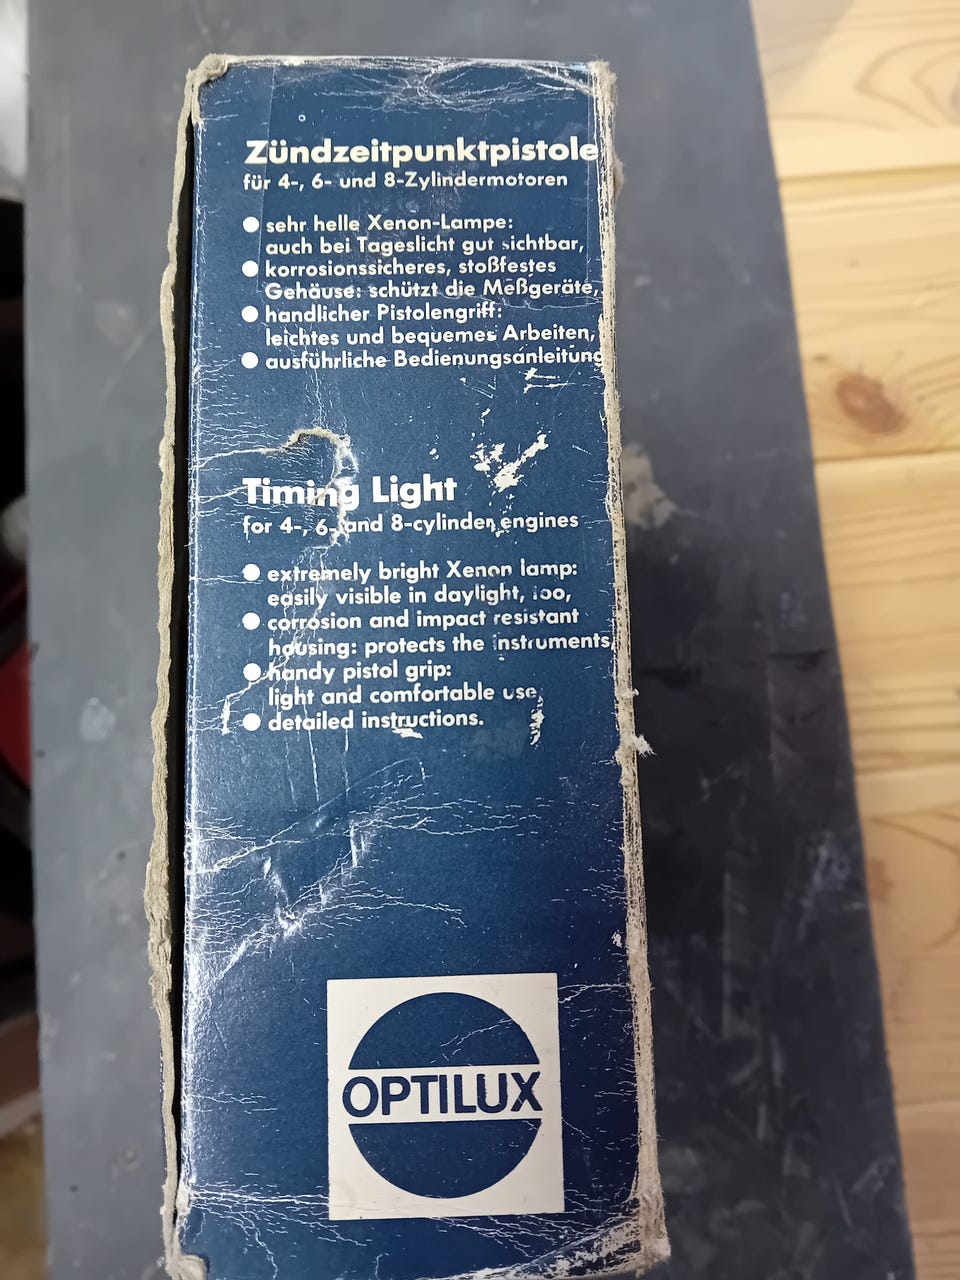 Zündzeitpunktpistole
für 4-, 6- und 8-Zylindermotoren
● sehr helle Xenon-Lampe:
auch bei Tageslicht gut sichtbar,
● korrosionssicheres, stoßfestes
Gehäuse: schützt die Meßgeräte,
● handlicher Pistolengriff:
leichtes und bequemes Arbeiten,
● ausführliche Bedienungsanleitung
Timing Light
for 4-, 6- and 8-cylinder engines
● extremely bright Xenon lamp:
easily visible in daylight, too,
● corrosion and impact resistant
housing: protects the instruments,
● handy pistol grip:
light and comfortable use,
● detailed instructions.
OPTILUX